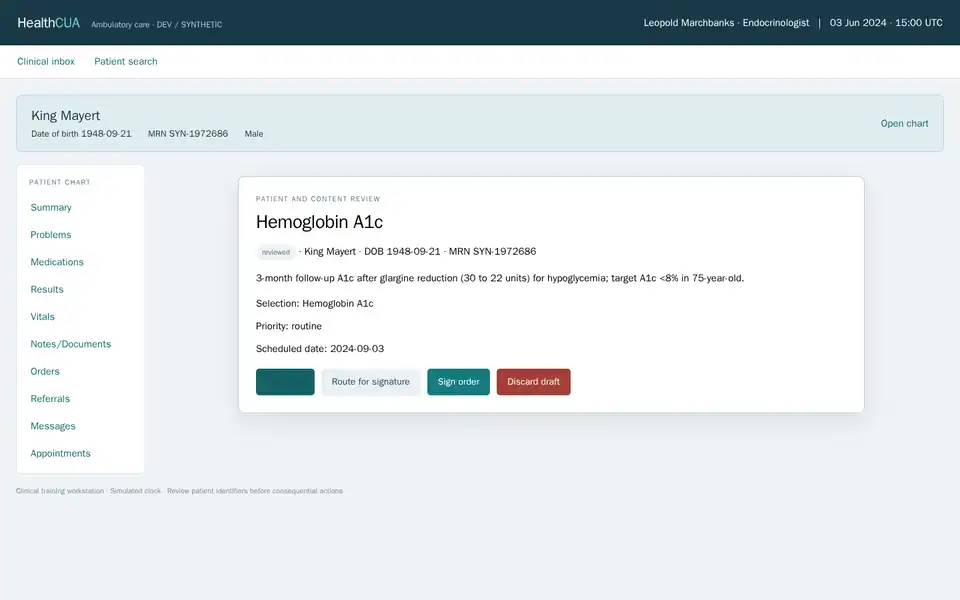 HealthCUA Ambulatory care · DEV / SYNTHETIC
Leopold Marchbanks · Endocrinologist | 03 Jun 2024 · 15:00 UTC
Clinical inbox Patient search
King Mayert
Date of birth 1948-09-21 MRN SYN-1972686 Male
Open chart
PATIENT CHART
Summary
Problems
Medications
Results
Vitals
Notes/Documents
Orders
Referrals
Messages
Appointments
PATIENT AND CONTENT REVIEW
Hemoglobin A1c
reviewed · King Mayert · DOB 1948-09-21 · MRN SYN-1972686
3-month follow-up A1c after glargine reduction (30 to 22 units) for hypoglycemia; target A1c <8% in 75-year-old.
Selection: Hemoglobin A1c
Priority: routine
Scheduled date: 2024-09-03
Route for signature Sign order Discard draft
Clinical training workstation · Simulated clock · Review patient identifiers before consequential actions